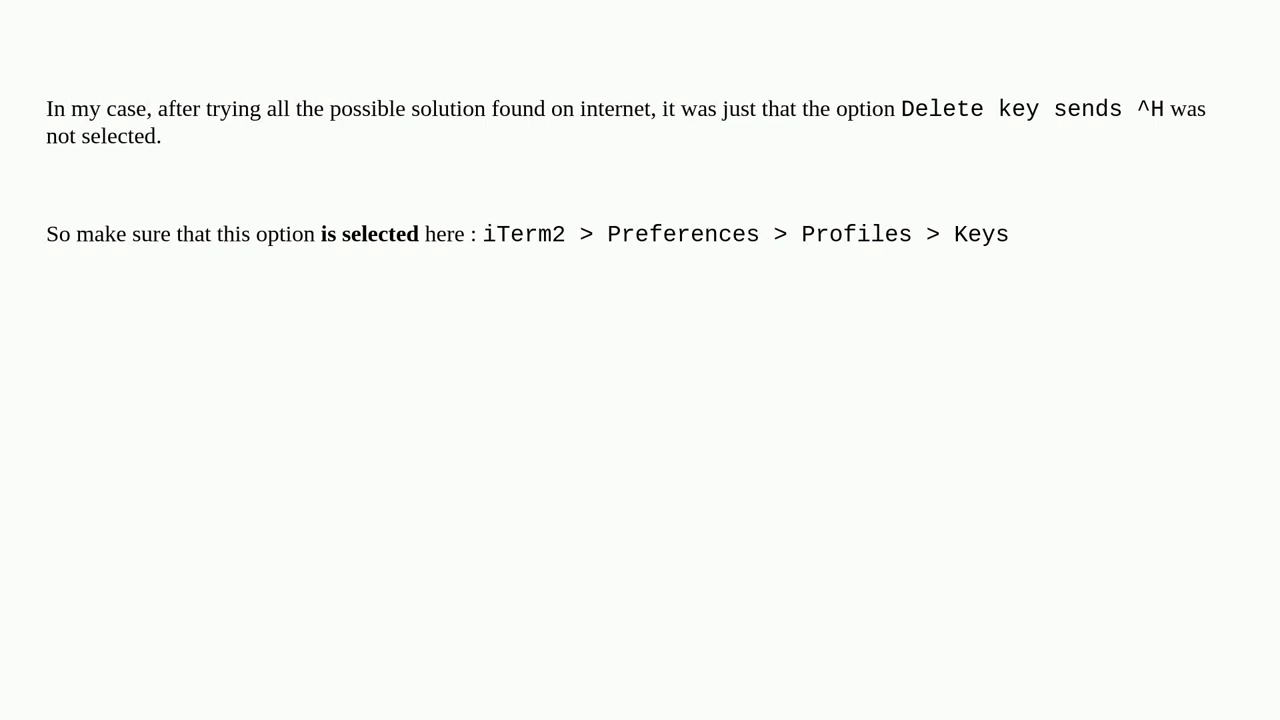 In my case, after trying all the possible solution found on internet, it was just that the option Delete key sends ^H was
not selected.
So make sure that this option is selected here : iTerm2 > Preferences > Profiles > Keys